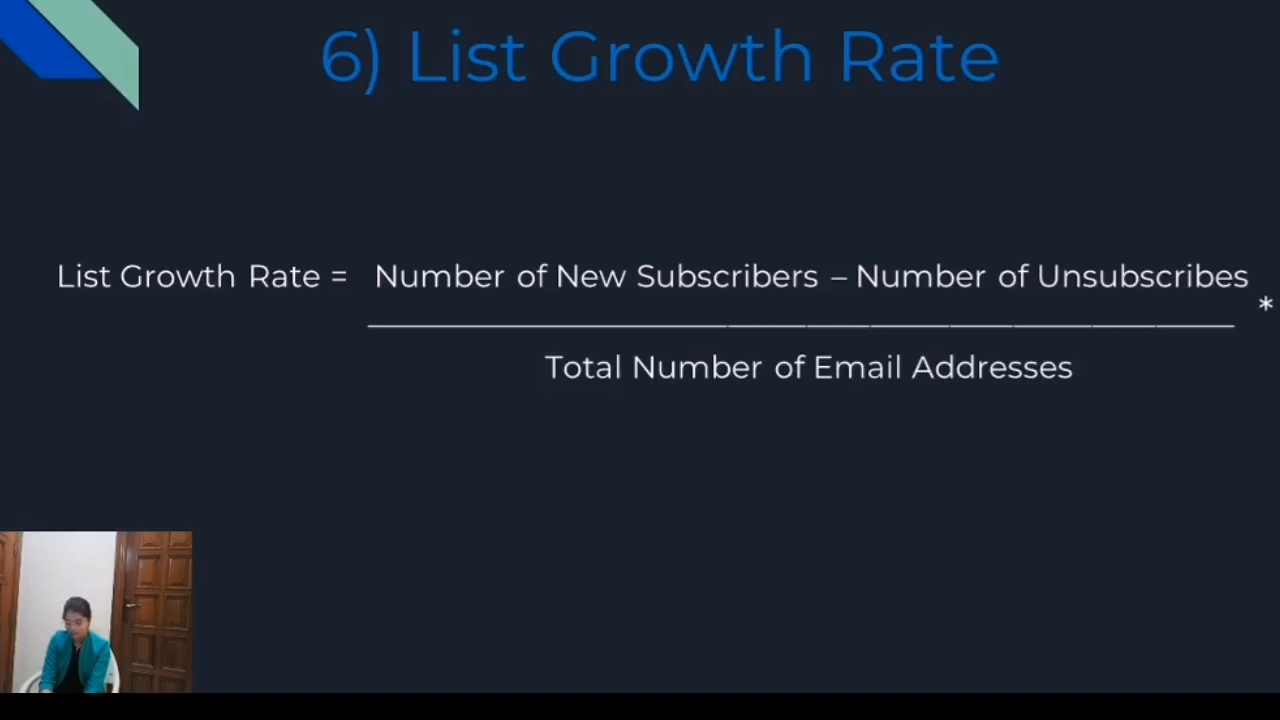 6) List Growth Rate
List Growth Rate = Number of New Subscribers – Number of Unsubscribes
*
Total Number of Email Addresses